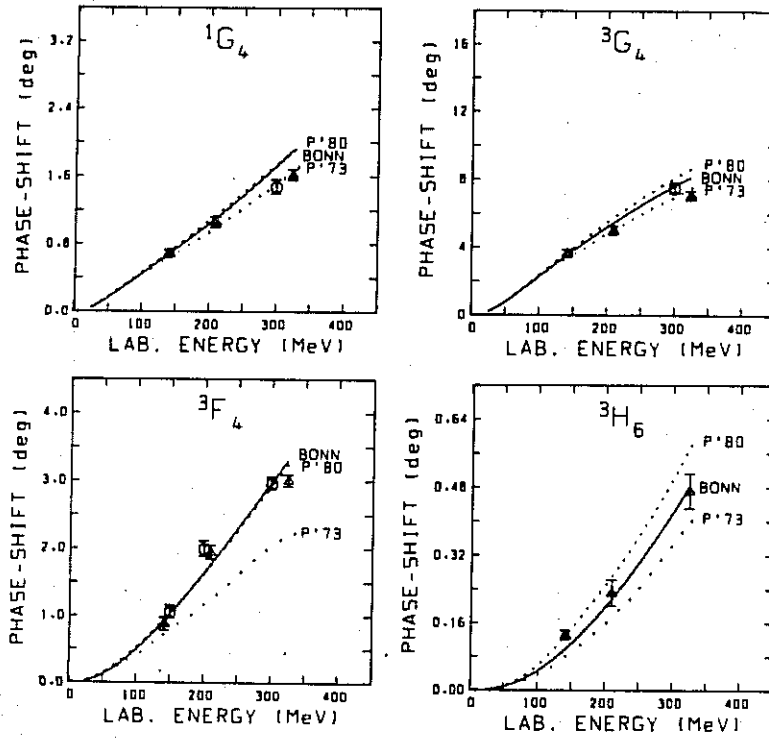 ¹G₄
PHASE-SHIFT (deg)
3.2
2.4
1.6
0.8
0.0
P'80
BONN
P'73
0 100 200 300 400
LAB. ENERGY [MeV]
³G₄
PHASE-SHIFT (deg)
16
12
8
4
0
P'80
BONN
P'73
0 100 200 300 400
LAB. ENERGY [MeV]
³F₄
PHASE-SHIFT (deg)
4.0
3.0
2.0
1.0
0.0
BONN
P'80
P'73
0 100 200 300 400
LAB. ENERGY [MeV]
³H₆
PHASE-SHIFT (deg)
0.64
0.48
0.32
0.16
0.00
P'80
BONN
P'73
0 100 200 300 400
LAB. ENERGY [MeV]